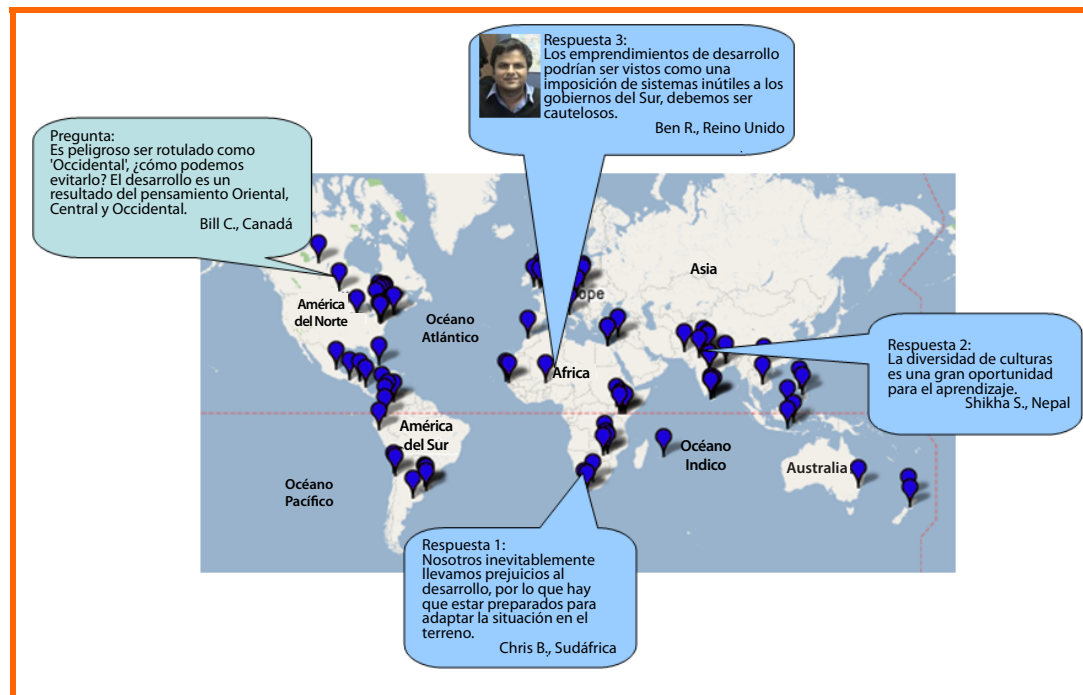 Respuesta 3:
Los emprendimientos de desarrollo
podrían ser vistos como una
imposición de sistemas inútiles a los
gobiernos del Sur, debemos ser
cautelosos.
Ben R., Reino Unido
Pregunta:
Es peligroso ser rotulado como
'Occidental', ¿cómo podemos
evitarlo? El desarrollo es un
resultado del pensamiento Oriental,
Central y Occidental.
Bill C., Canadá
Asia
ope
América
del Norte
Océano
Atlántico
Africa
Respuesta 2:
La diversidad de culturas
es una gran oportunidad
para el aprendizaje.
Shikha S., Nepal
América
del Sur
Océano
Indico
Australia
Océano
Pacífico
Respuesta 1:
Nosotros inevitablemente
llevamos prejuicios al
desarrollo, por lo que hay
que estar preparados para
adaptar la situación en el
terreno.
Chris B., Sudáfrica